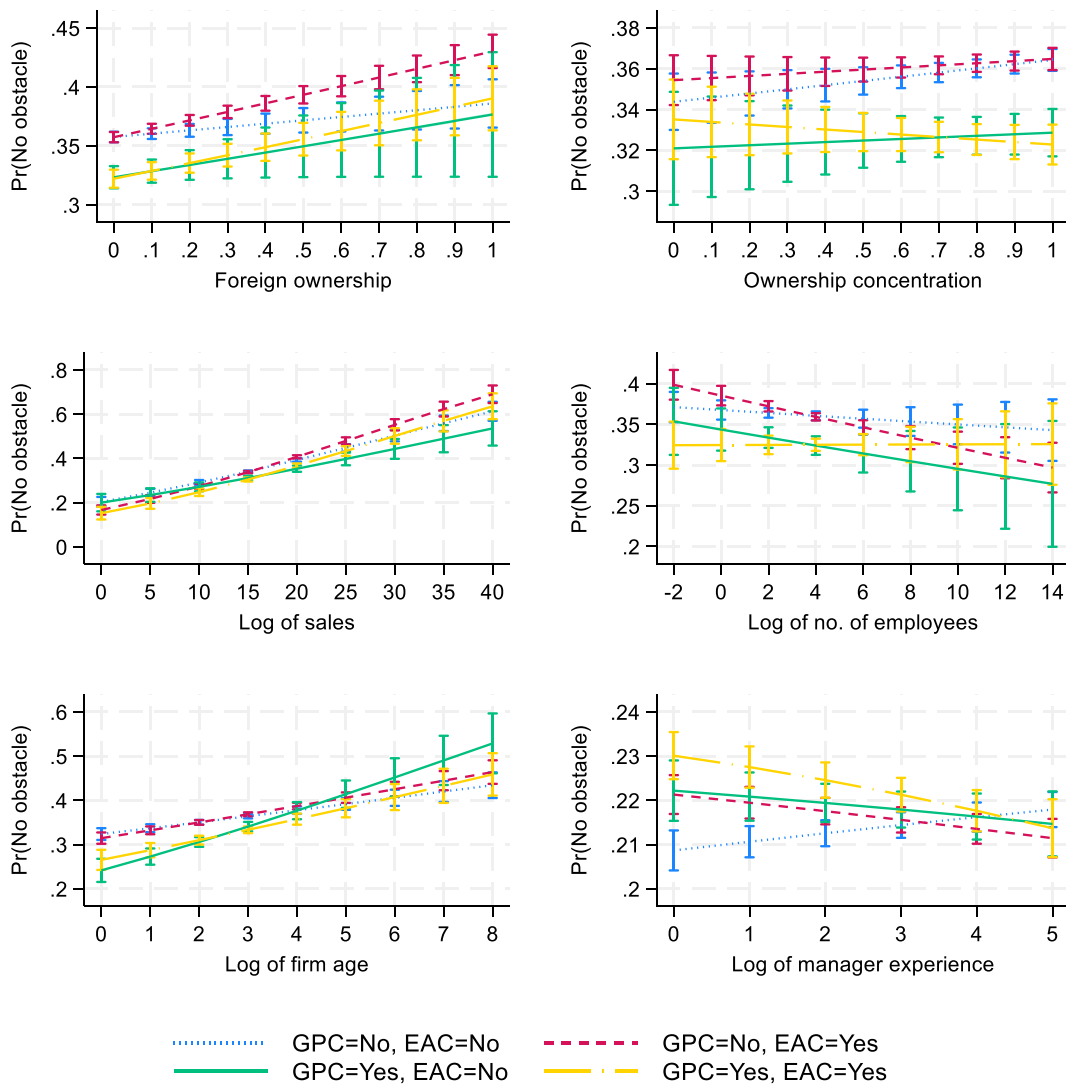 Pr(No obstacle)
.45
.4
.35
.3
0 .1 .2 .3 .4 .5 .6 .7 .8 .9 1
Foreign ownership
Pr(No obstacle)
.38
.36
.34
.32
.3
0 .1 .2 .3 .4 .5 .6 .7 .8 .9 1
Ownership concentration
Pr(No obstacle)
.8
.6
.4
.2
0
0 5 10 15 20 25 30 35 40
Log of sales
Pr(No obstacle)
.4
.35
.3
.25
.2
-2 0 2 4 6 8 10 12 14
Log of no. of employees
Pr(No obstacle)
.6
.5
.4
.3
.2
0 1 2 3 4 5 6 7 8
Log of firm age
Pr(No obstacle)
.24
.23
.22
.21
.2
0 1 2 3 4 5
Log of manager experience
GPC=No, EAC=No GPC=No, EAC=Yes
GPC=Yes, EAC=No GPC=Yes, EAC=Yes